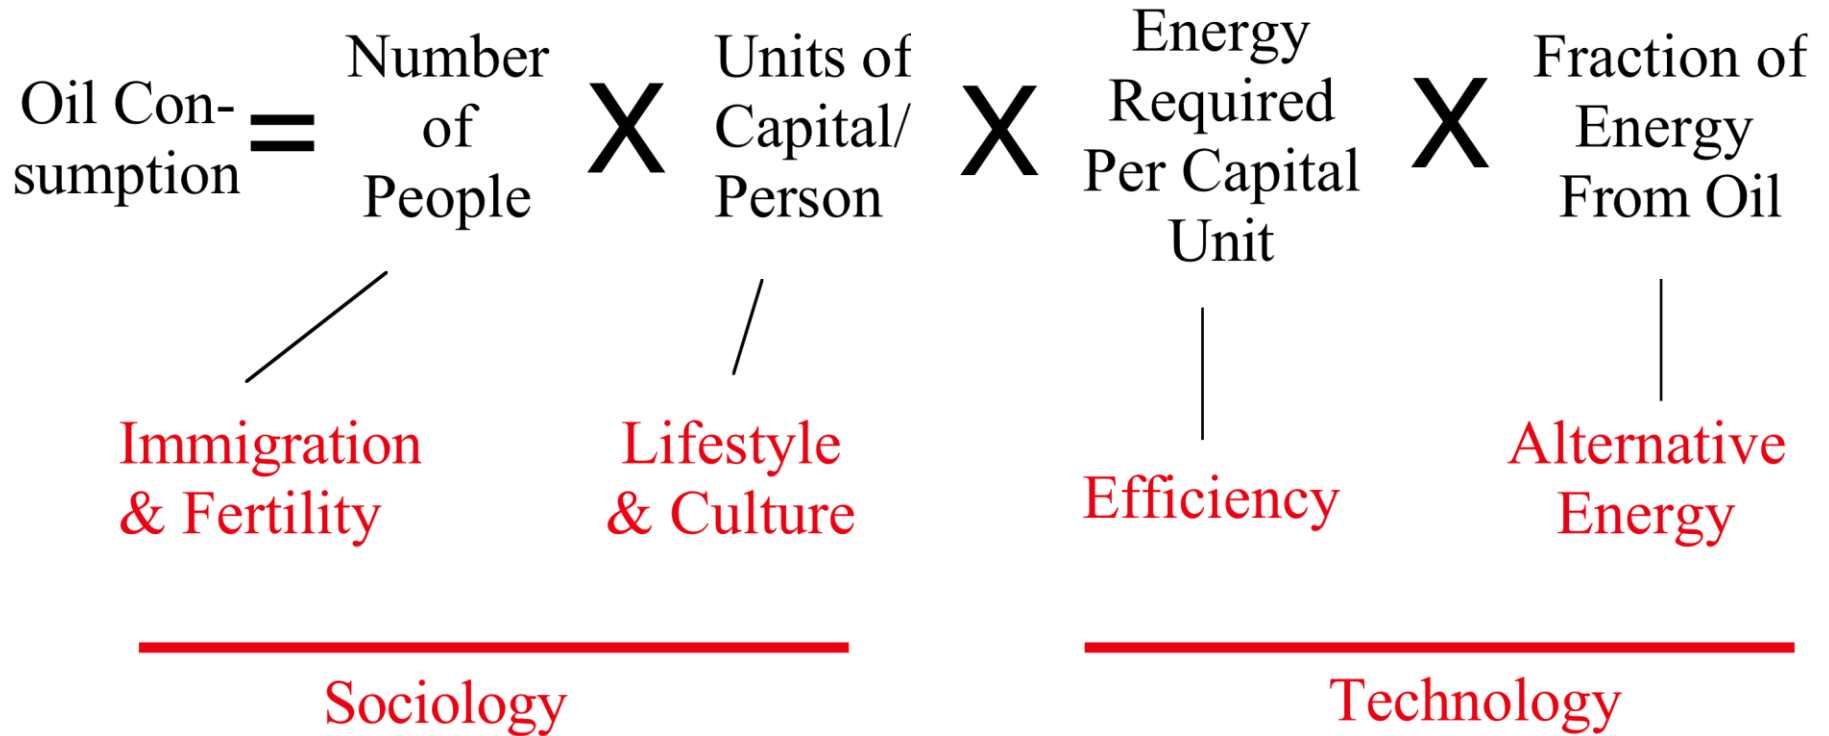 Oil Con-
sumption
=
Number
of
People
X
Units of
Capital/
Person
X
Energy
Required
Per Capital
Unit
X
Fraction of
Energy
From Oil
Immigration
& Fertility
Lifestyle
& Culture
Efficiency
Alternative
Energy
Sociology
Technology